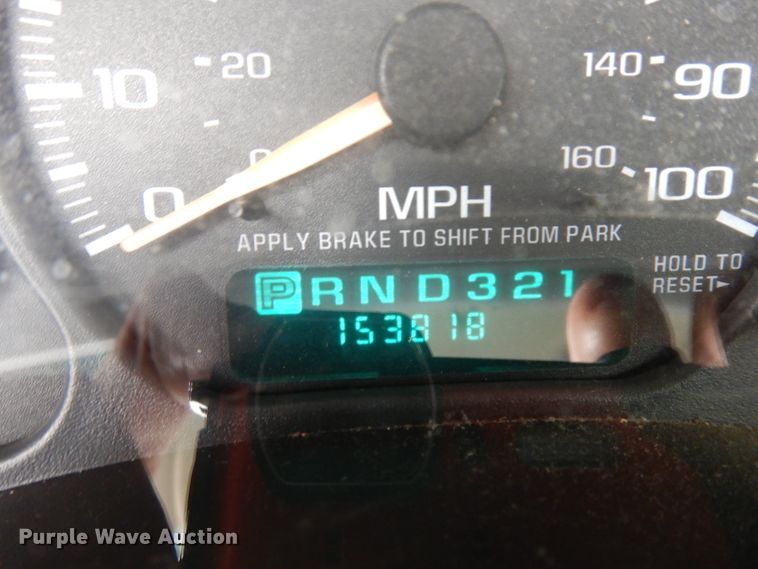 20 140 90
10
0 0 160 100
MPH
APPLY BRAKE TO SHIFT FROM PARK
HOLD TO
RESET►
P R N D 3 2 1
153818
Purple Wave Auction